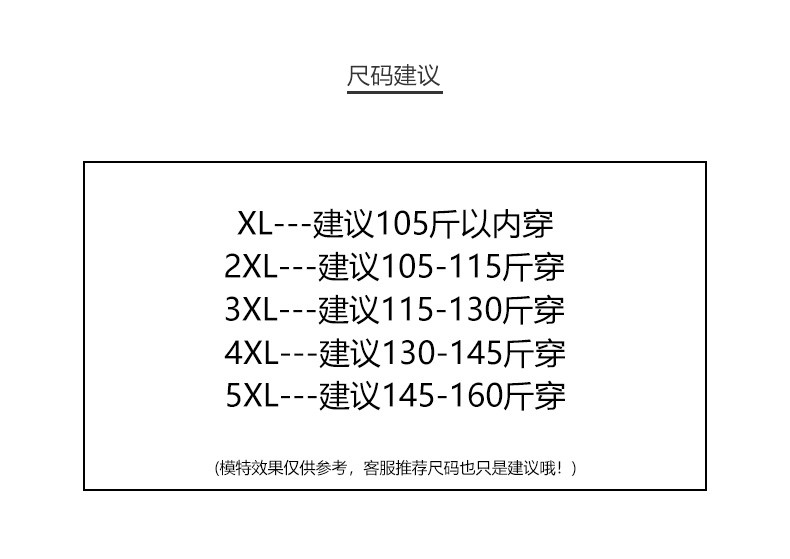 尺码建议
XL---建议105斤以内穿
2XL---建议105-115斤穿
3XL---建议115-130斤穿
4XL---建议130-145斤穿
5XL---建议145-160斤穿
(模特效果仅供参考，客服推荐尺码也只是建议哦！)